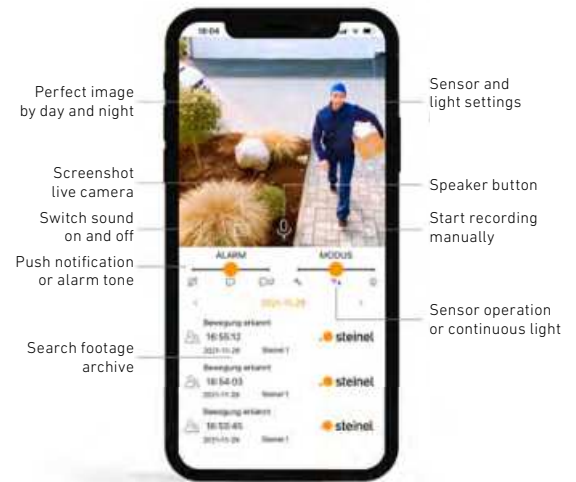 18:04
Perfect image
by day and night
Sensor and
light settings
Screenshot
live camera
Speaker button
Switch sound
on and off
Start recording
manually
ALARM
MODUS
Push notification
or alarm tone
2021-11-26
Sensor operation
or continuous light
Bewegung erkannt
16:55:12
steinel
2021-11-26 Steinel 1
Search footage
archive
Bewegung erkannt
16:54:03
steinel
2021-11-26 Steinel 1
Bewegung erkannt
16:53:45
steinel
2021-11-26 Steinel 1